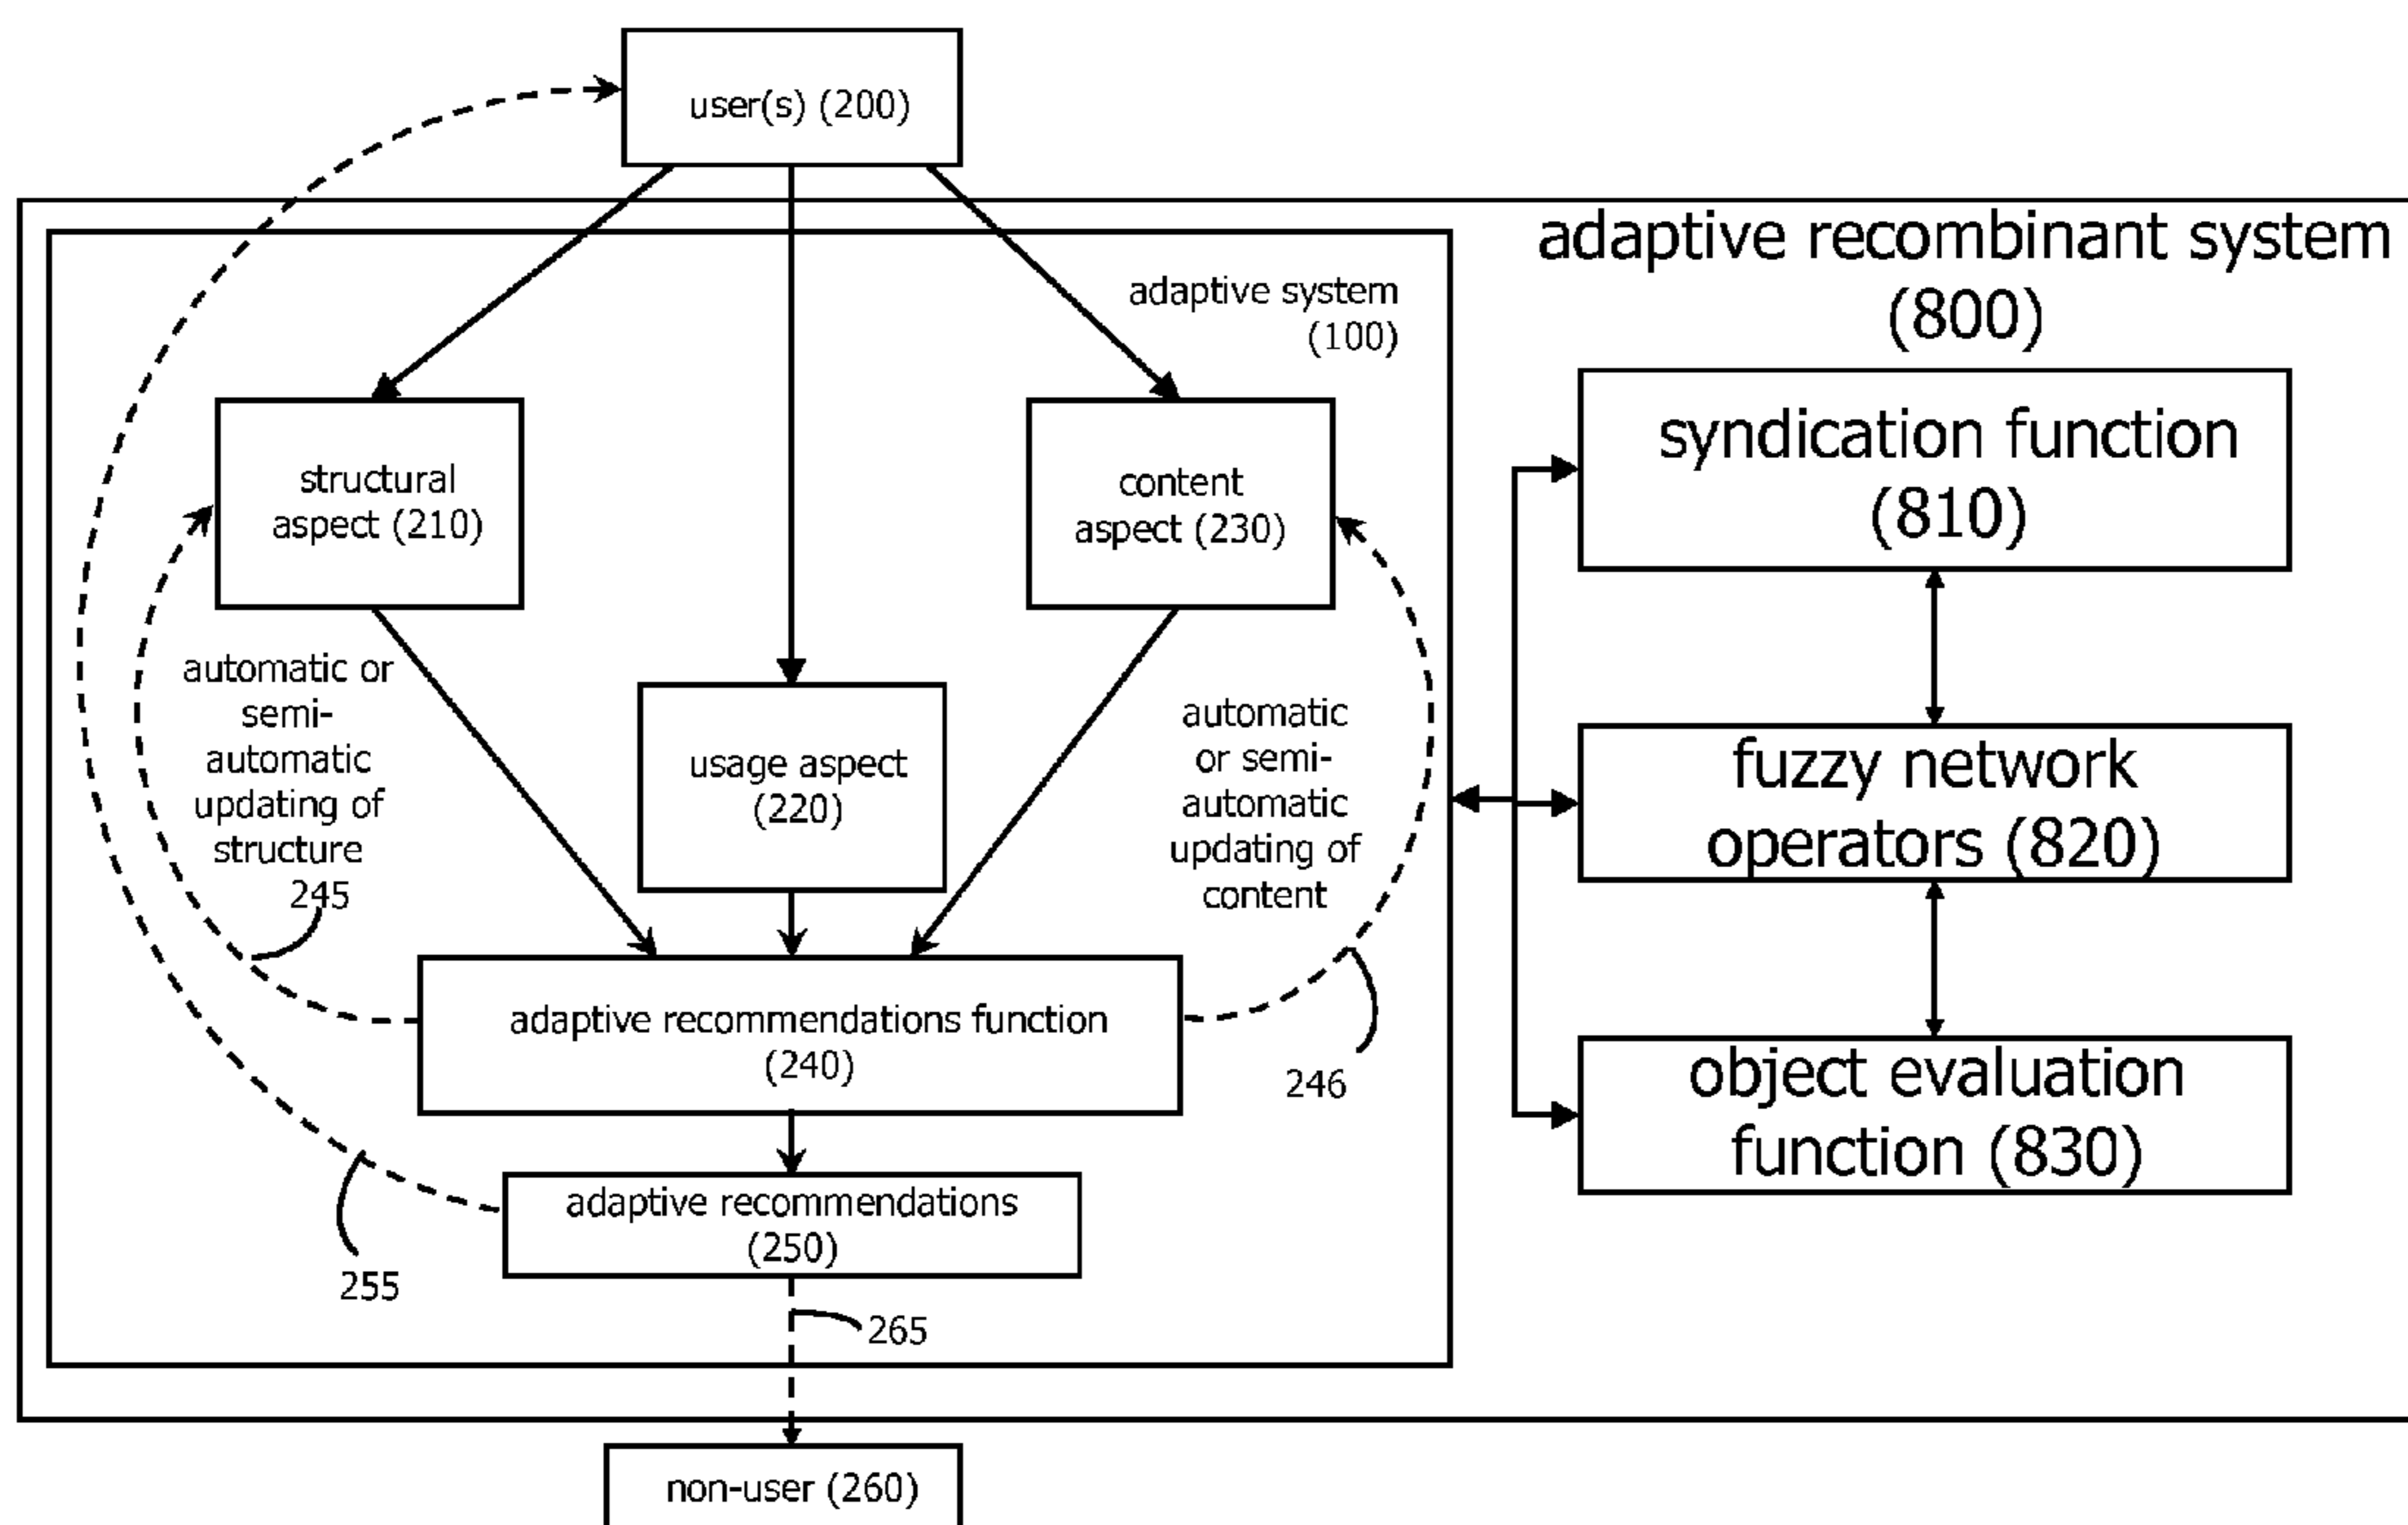 user(s) (200)
adaptive recombinant system
(800)
adaptive system
(100)
structural
aspect (210)
content
aspect (230)
syndication function
(810)
automatic or
semi-
automatic
updating of
structure
245
usage aspect
(220)
automatic
or semi-
automatic
updating of
content
246
fuzzy network
operators (820)
adaptive recommendations function
(240)
object evaluation
function (830)
adaptive recommendations
(250)
255
265
non-user (260)